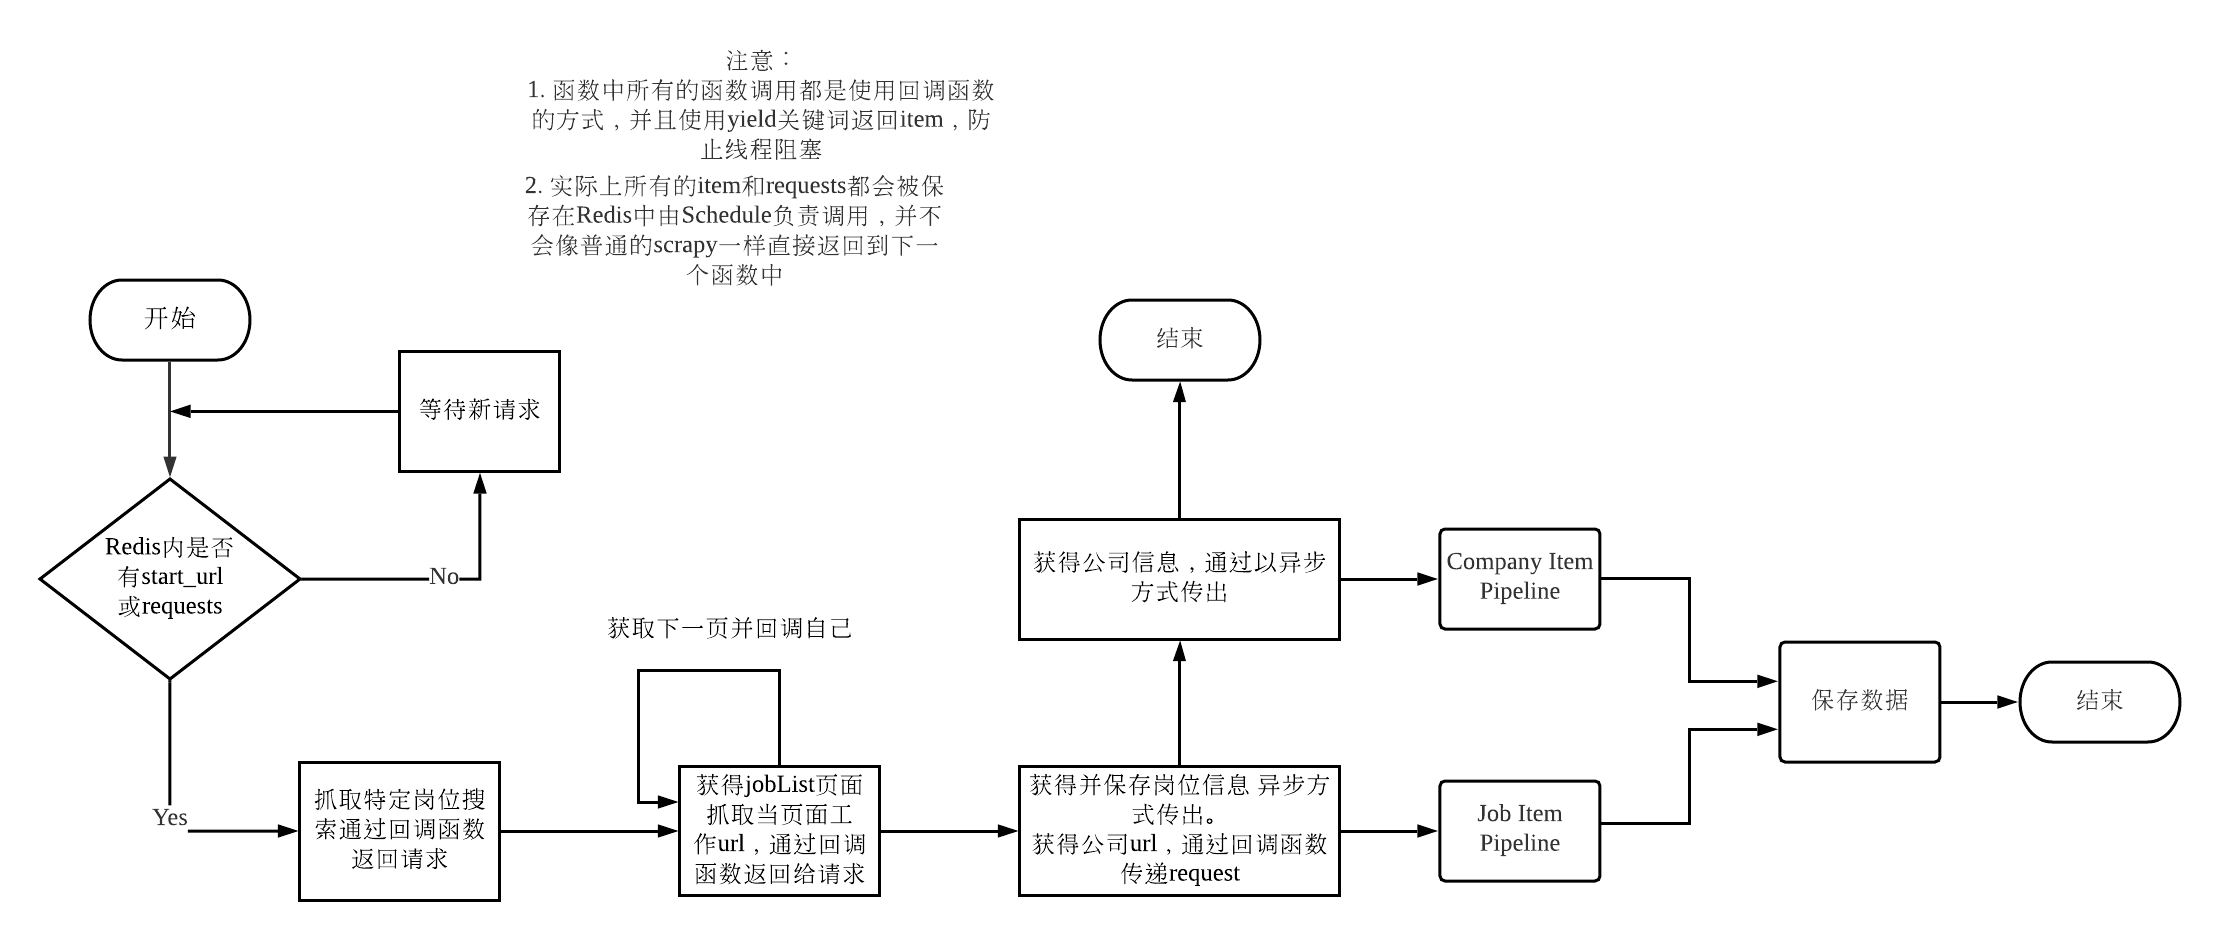 注意：
1. 函数中所有的函数调用都是使用回调函数
的方式，并且使用yield关键词返回item，防
止线程阻塞
2. 实际上所有的item和requests都会被保
存在Redis中由Schedule负责调用，并不
会像普通的scrapy一样直接返回到下一
个函数中
开始
等待新请求
Redis内是否
有start_url
或requests
No
Yes
抓取特定岗位搜
索通过回调函数
返回请求
获取下一页并回调自己
获得jobList页面
抓取当页面工
作url，通过回调
函数返回给请求
获得并保存岗位信息 异步方
式传出。
获得公司url，通过回调函数
传递request
获得公司信息，通过以异步
方式传出
结束
Company Item
Pipeline
Job Item
Pipeline
保存数据
结束